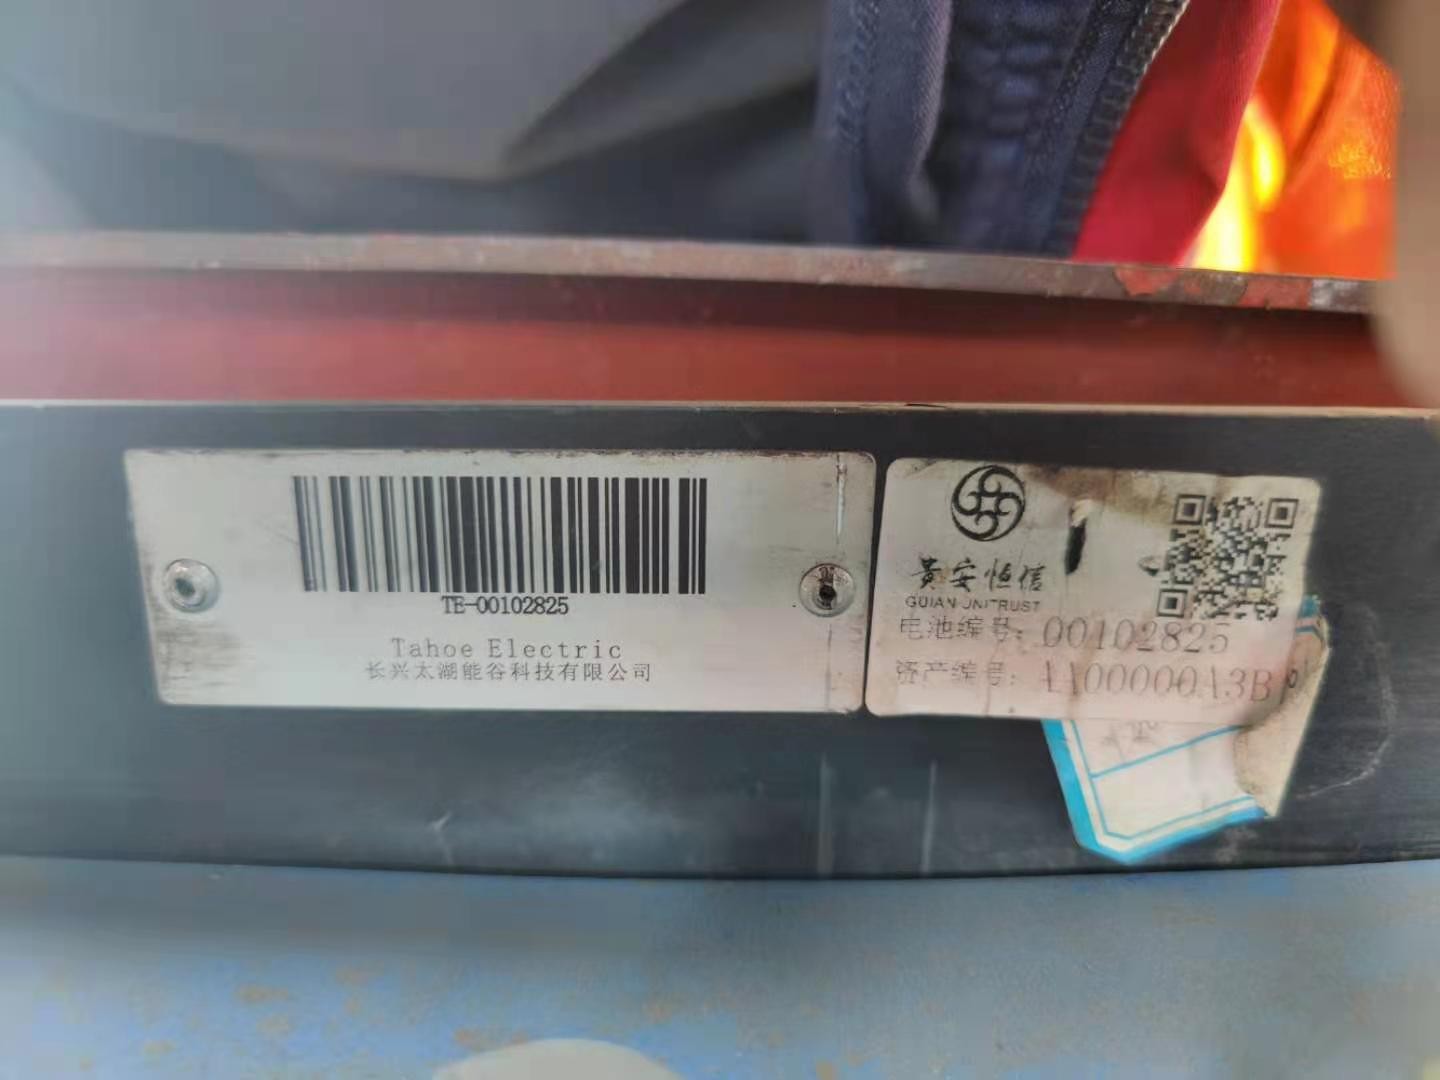 TE-00102825
Tahoe Electric
长兴太湖能谷科技有限公司
贵安恒信
GUIAN UNITRUST
电池编号: 00102825
资产编号: AA00000A3B